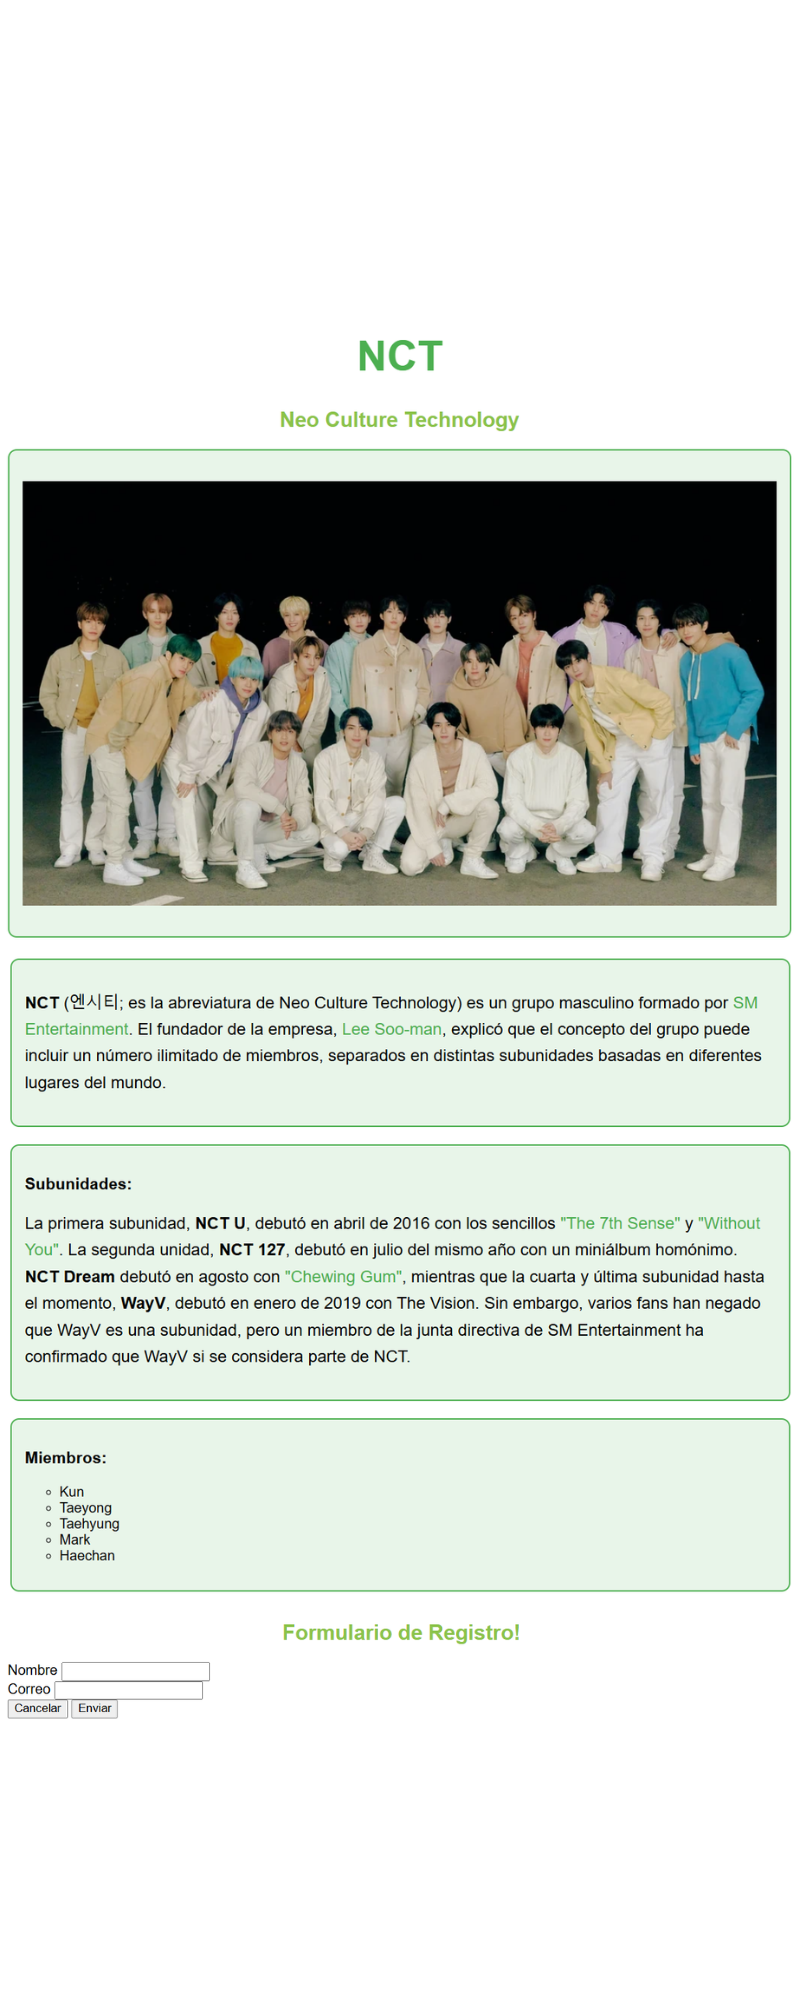 NCT
Neo Culture Technology
NCT (엔시티; es la abreviatura de Neo Culture Technology) es un grupo masculino formado por SM
Entertainment. El fundador de la empresa, Lee Soo-man, explicó que el concepto del grupo puede
incluir un número ilimitado de miembros, separados en distintas subunidades basadas en diferentes
lugares del mundo.
Subunidades:
La primera subunidad, NCT U, debutó en abril de 2016 con los sencillos "The 7th Sense" y "Without
You". La segunda unidad, NCT 127, debutó en julio del mismo año con un miniálbum homónimo.
NCT Dream debutó en agosto con "Chewing Gum", mientras que la cuarta y última subunidad hasta
el momento, WayV, debutó en enero de 2019 con The Vision. Sin embargo, varios fans han negado
que WayV es una subunidad, pero un miembro de la junta directiva de SM Entertainment ha
confirmado que WayV si se considera parte de NCT.
Miembros:
Kun
Taeyong
Taehyung
Mark
Haechan
Formulario de Registro!
Nombre
Correo
Cancelar Enviar